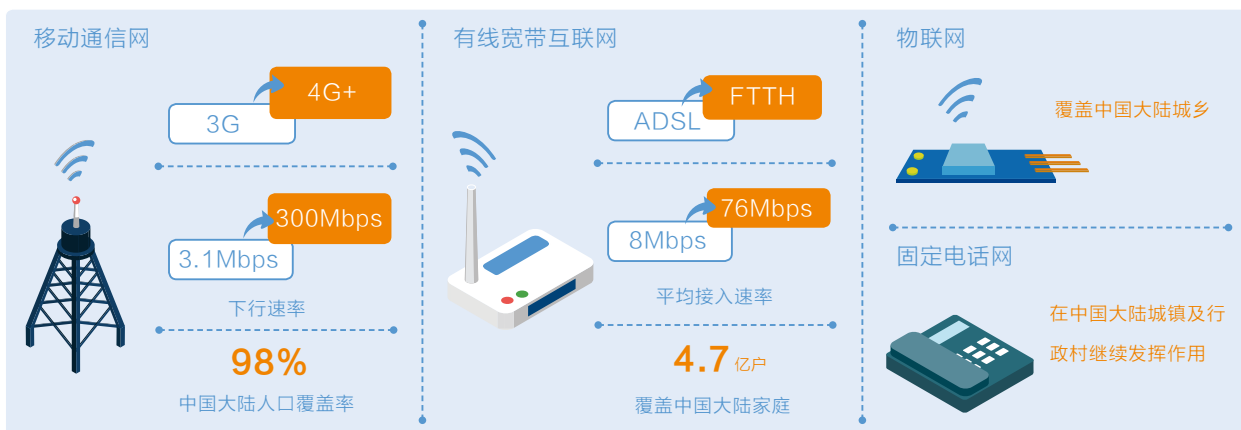 移动通信网
4G+
3G
300Mbps
3.1Mbps
下行速率
98%
中国大陆人口覆盖率
有线宽带互联网
FTTH
ADSL
76Mbps
8Mbps
平均接入速率
4.7 亿户
覆盖中国大陆家庭
物联网
覆盖中国大陆城乡
固定电话网
在中国大陆城镇及行
政村继续发挥作用